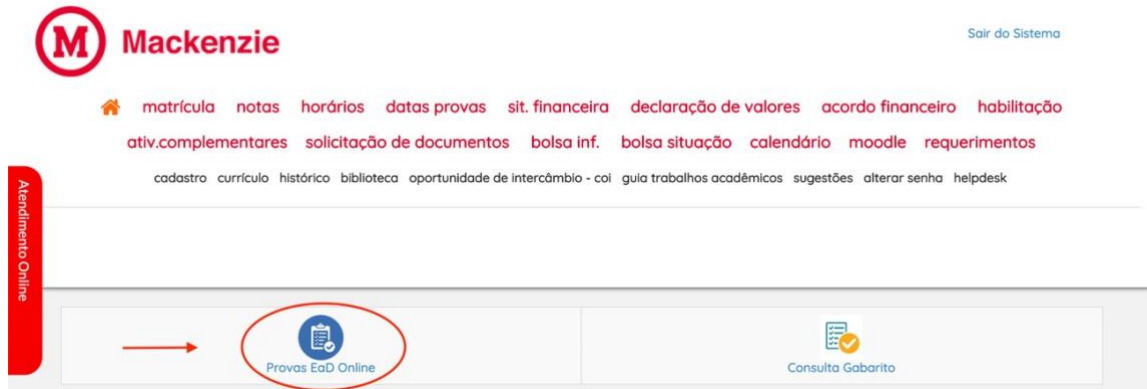 M Mackenzie
Sair do Sistema
matrícula notas horários datas provas sit. financeira declaração de valores acordo financeiro habilitação
ativ.complementares solicitação de documentos bolsa inf. bolsa situação calendário moodle requerimentos
cadastro currículo histórico biblioteca oportunidade de intercâmbio - coi guia trabalhos acadêmicos sugestões alterar senha helpdesk
Atendimento Online
Provas EaD Online
Consulta Gabarito